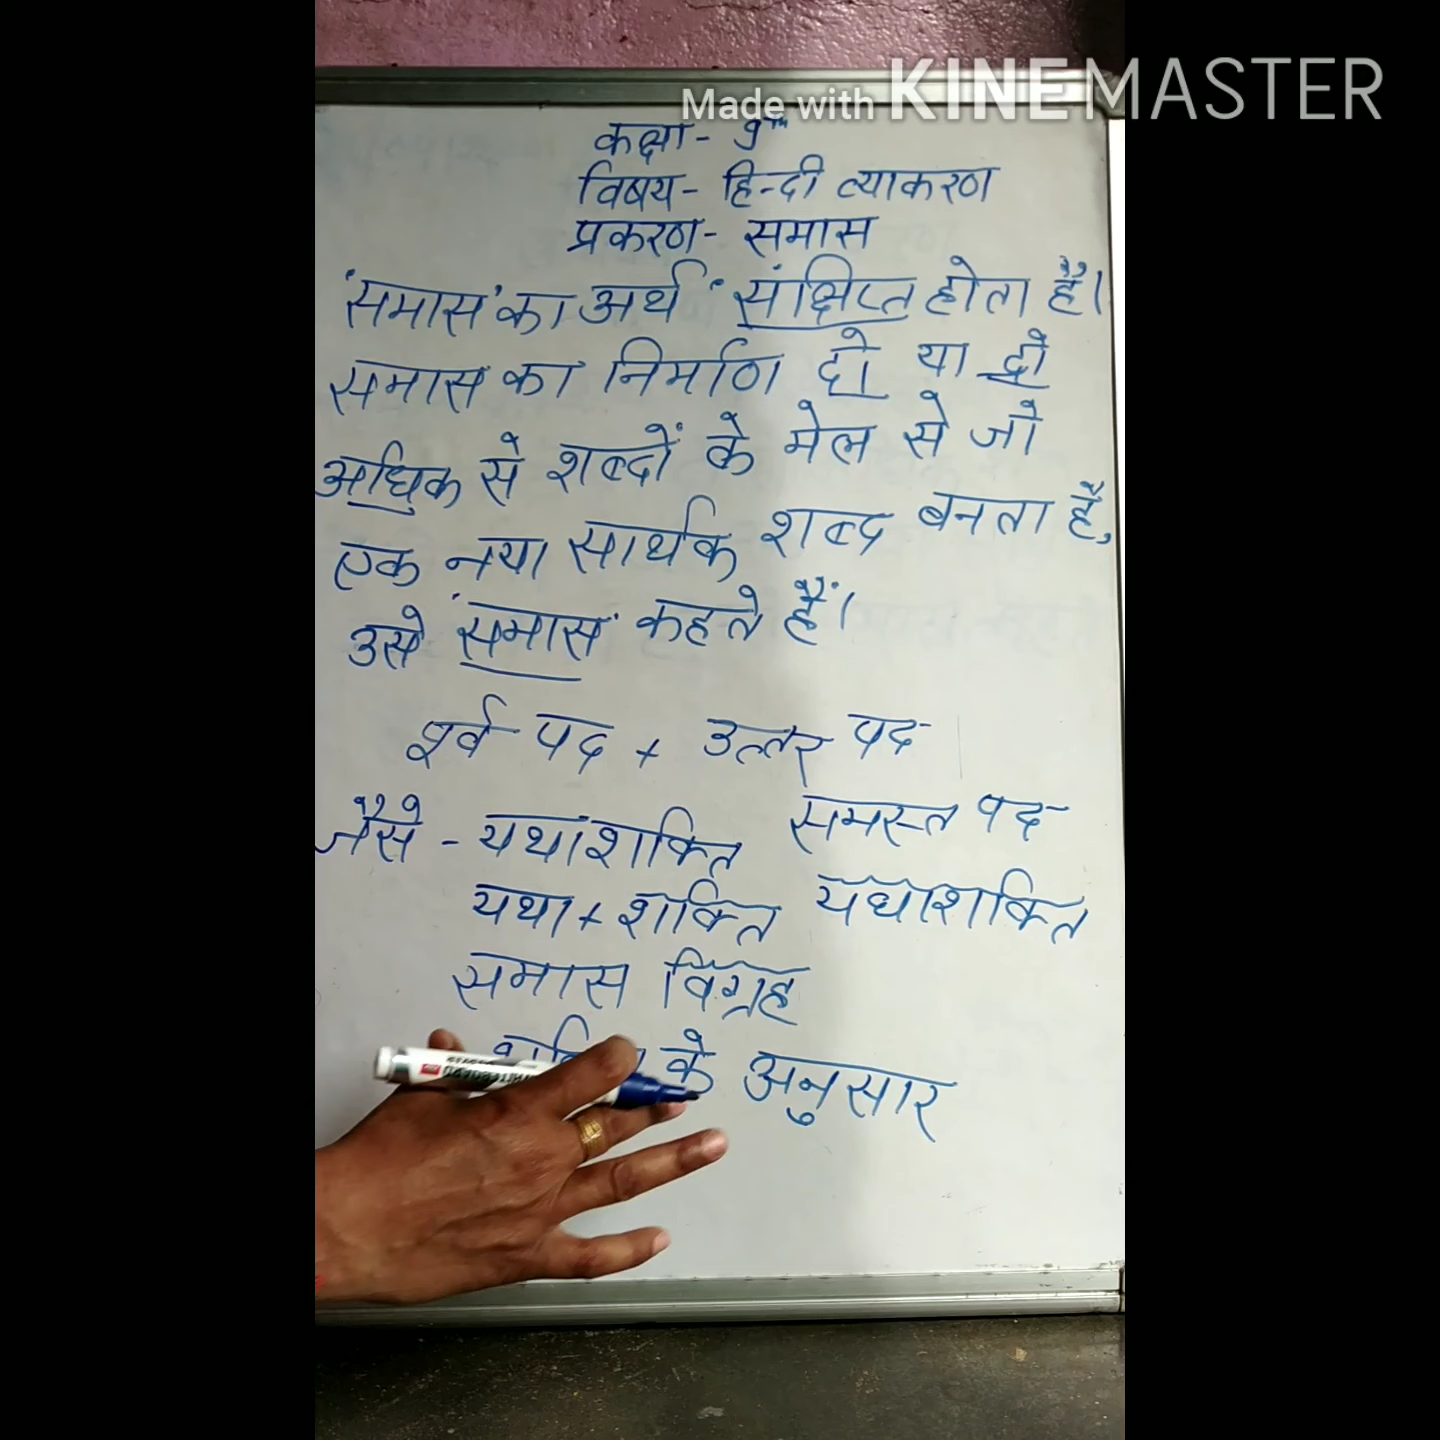 Made with KINEMASTER
कक्षा - 9th
विषय - हिन्दी व्याकरण
प्रकरण - समास
'समास' का अर्थ 'संक्षिप्त होता है।
समास का निर्माण दो या दो
अधिक से शब्दों के मेल से जो
एक नया सार्थक शब्द बनता है,
उसे 'समास' कहते हैं।
पूर्व पद + उत्तर पद
जैसे - यथाशक्ति समस्त पद
यथा + शक्ति यथाशक्ति
समास विग्रह
के अनुसार